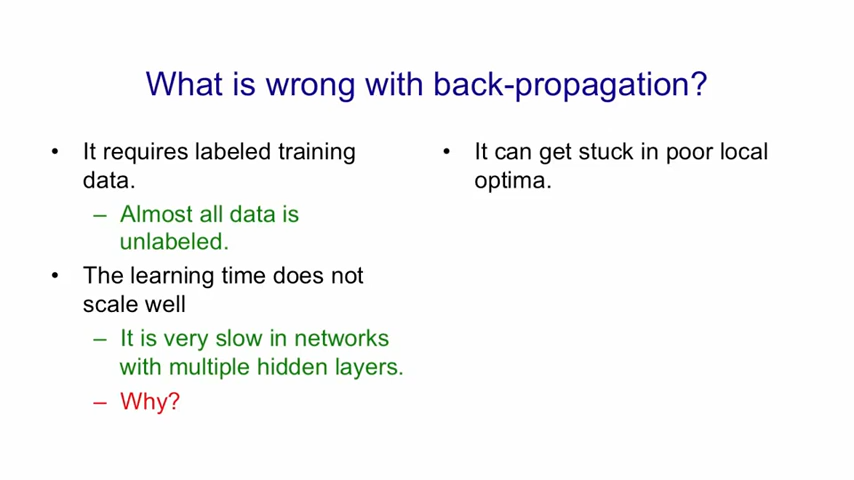 What is wrong with back-propagation?
• It requires labeled training
data.
– Almost all data is
unlabeled.
• The learning time does not
scale well
– It is very slow in networks
with multiple hidden layers.
– Why?
• It can get stuck in poor local
optima.